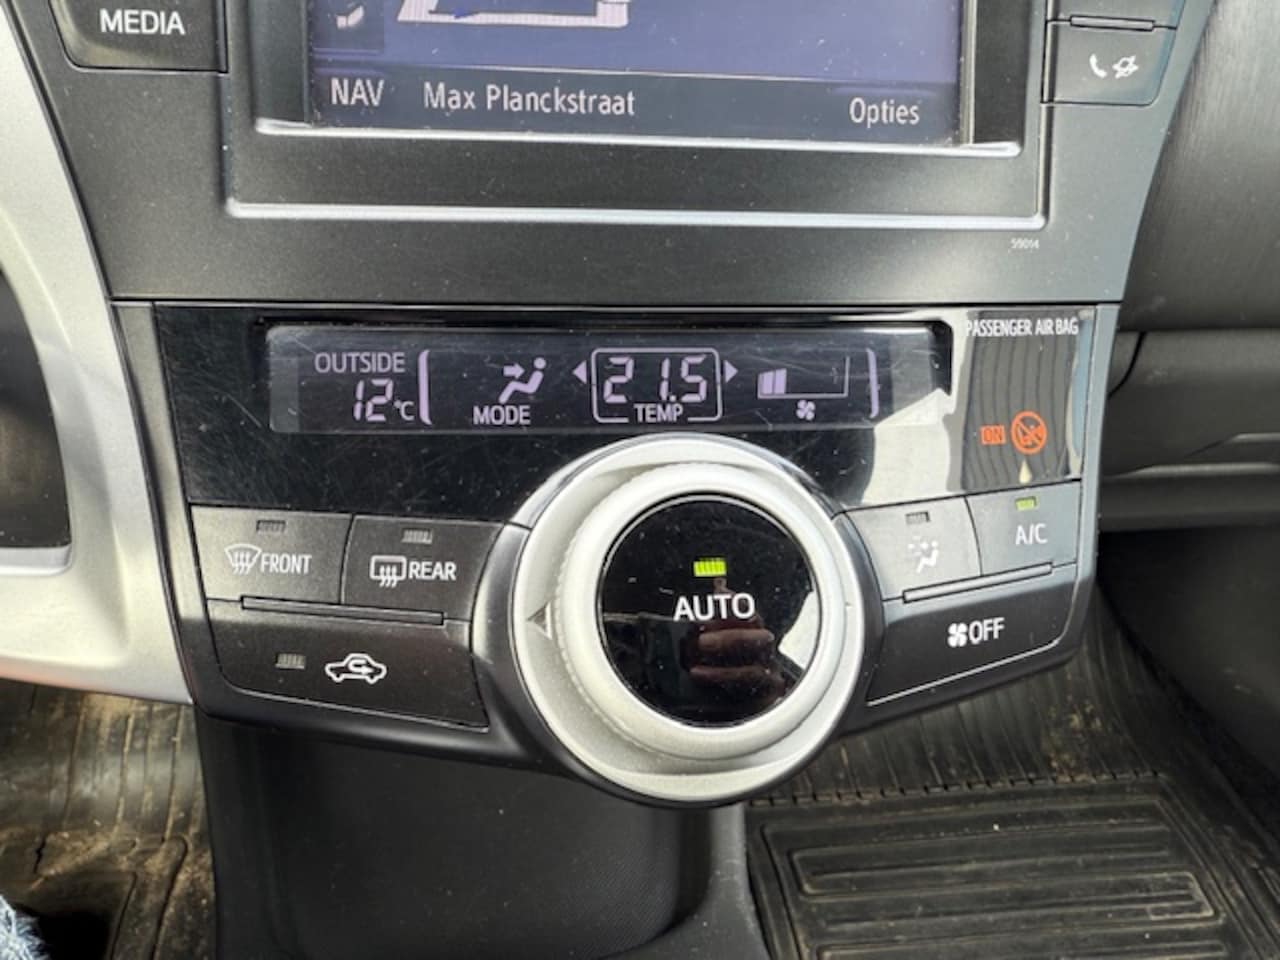 MEDIA
NAV Max Planckstraat Opties
59014
PASSENGER AIR BAG
OUTSIDE
12°C
MODE
21.5
TEMP
ON
FRONT
REAR
AUTO
A/C
OFF